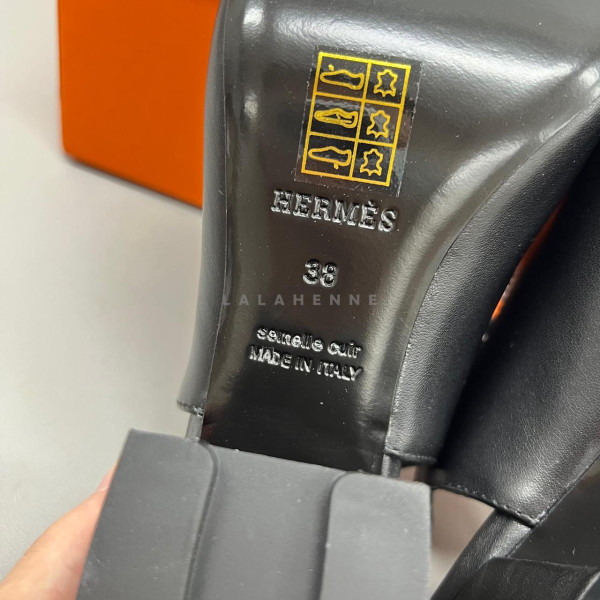 HERMÈS
38
LALAHENNE
semelle cuir
MADE IN ITALY